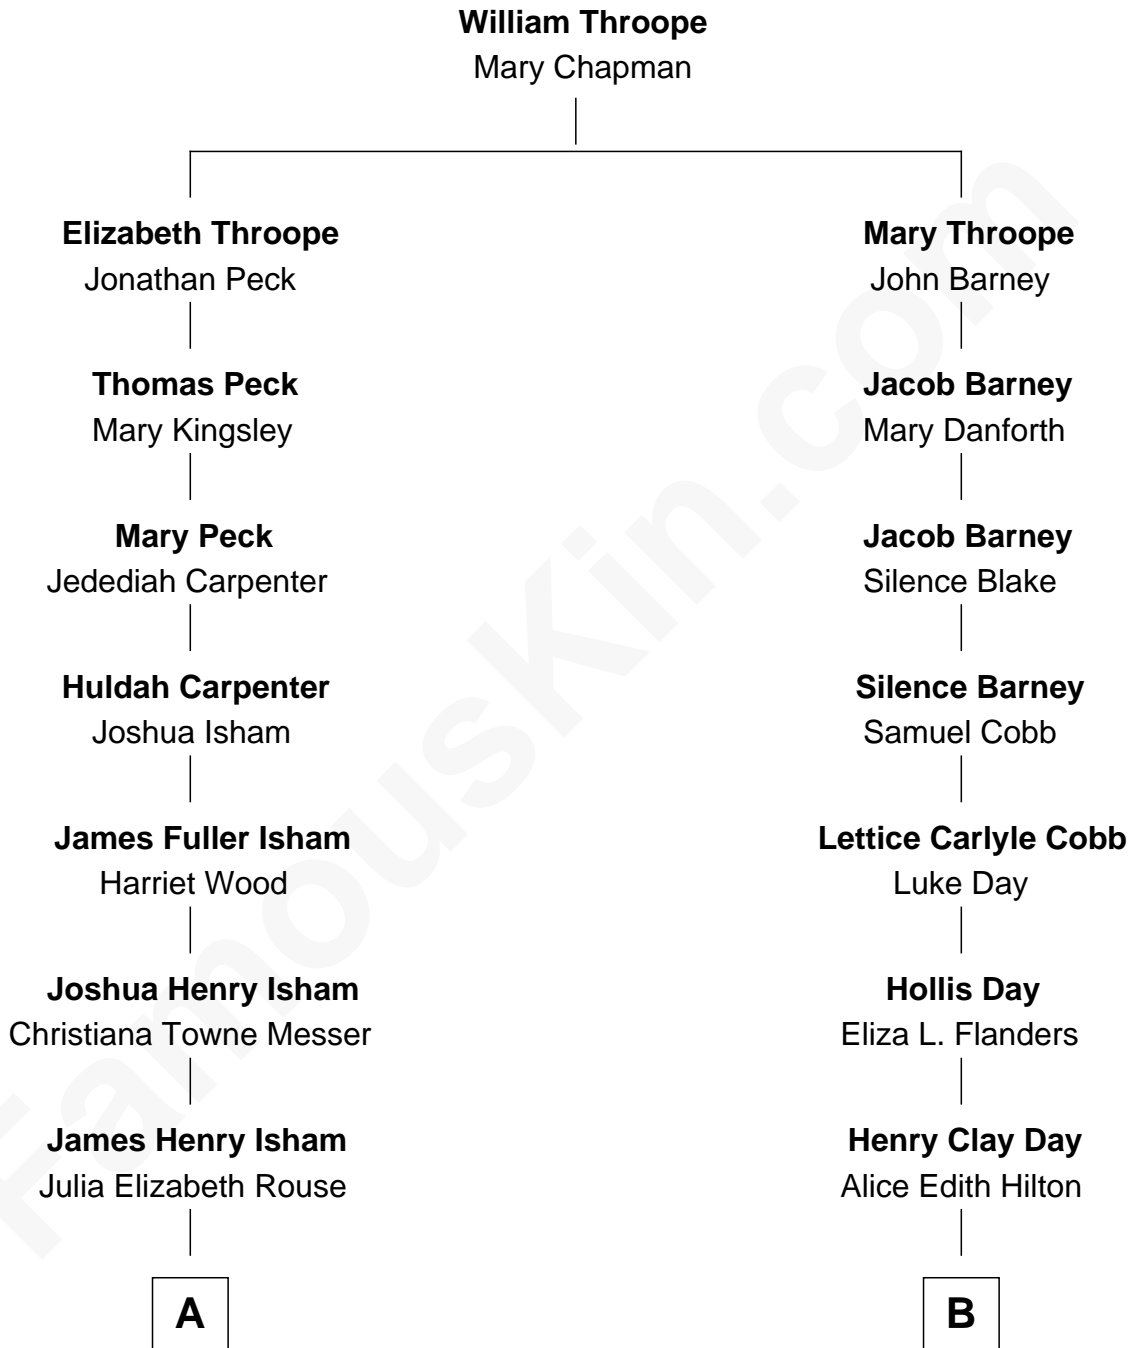 William Throope
Mary Chapman
Elizabeth Throope
Jonathan Peck
Mary Throope
John Barney
Thomas Peck
Mary Kingsley
Jacob Barney
Mary Danforth
Mary Peck
Jedediah Carpenter
Jacob Barney
Silence Blake
Huldah Carpenter
Joshua Isham
Silence Barney
Samuel Cobb
James Fuller Isham
Harriet Wood
Lettice Carlyle Cobb
Luke Day
Joshua Henry Isham
Christiana Towne Messer
Hollis Day
Eliza L. Flanders
James Henry Isham
Julia Elizabeth Rouse
Henry Clay Day
Alice Edith Hilton
A
B
FamousKin.com